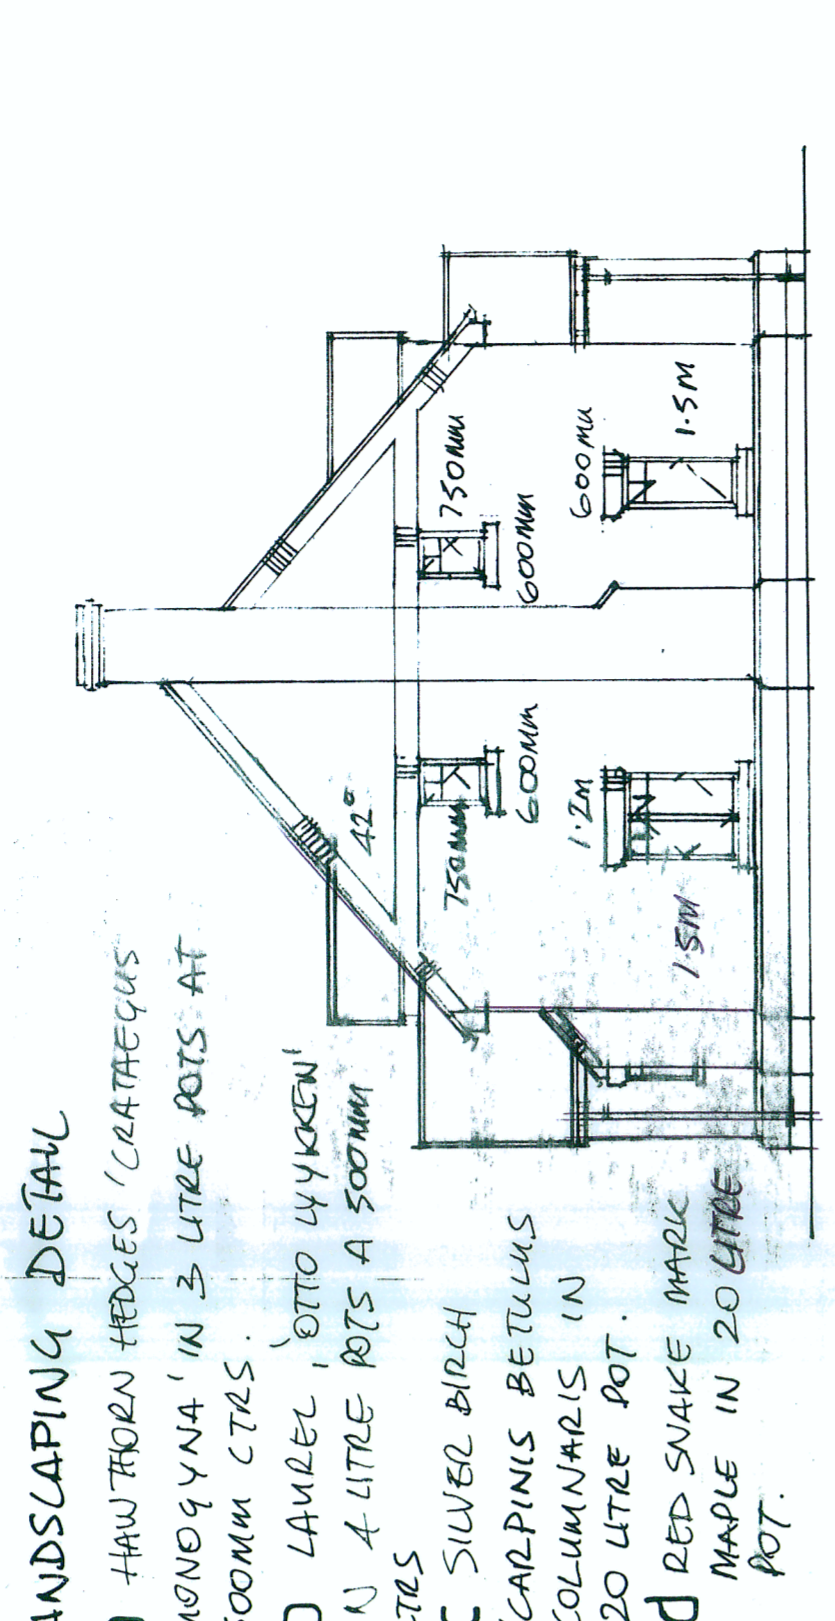 ANDSCAPING DETAIL
HAWTHORN HEDGES 'CRATAEGUS
MONOGYNA' IN 3 LITRE POTS AT
500MM CTRS.
LAUREL, 'OTTO LYYKKEN'
IN 4 LITRE POTS A 500MM
CTRS
C SILVER BIRCH
'CARPINIS BETULUS
COLUMNARIS IN
20 LITRE POT.
d RED SNAKE MARK
MAPLE IN 20 LITRE
POT.
42°
750MM
600MM
1.2M
1.5M
600MM
750MM
600MM
1.5M